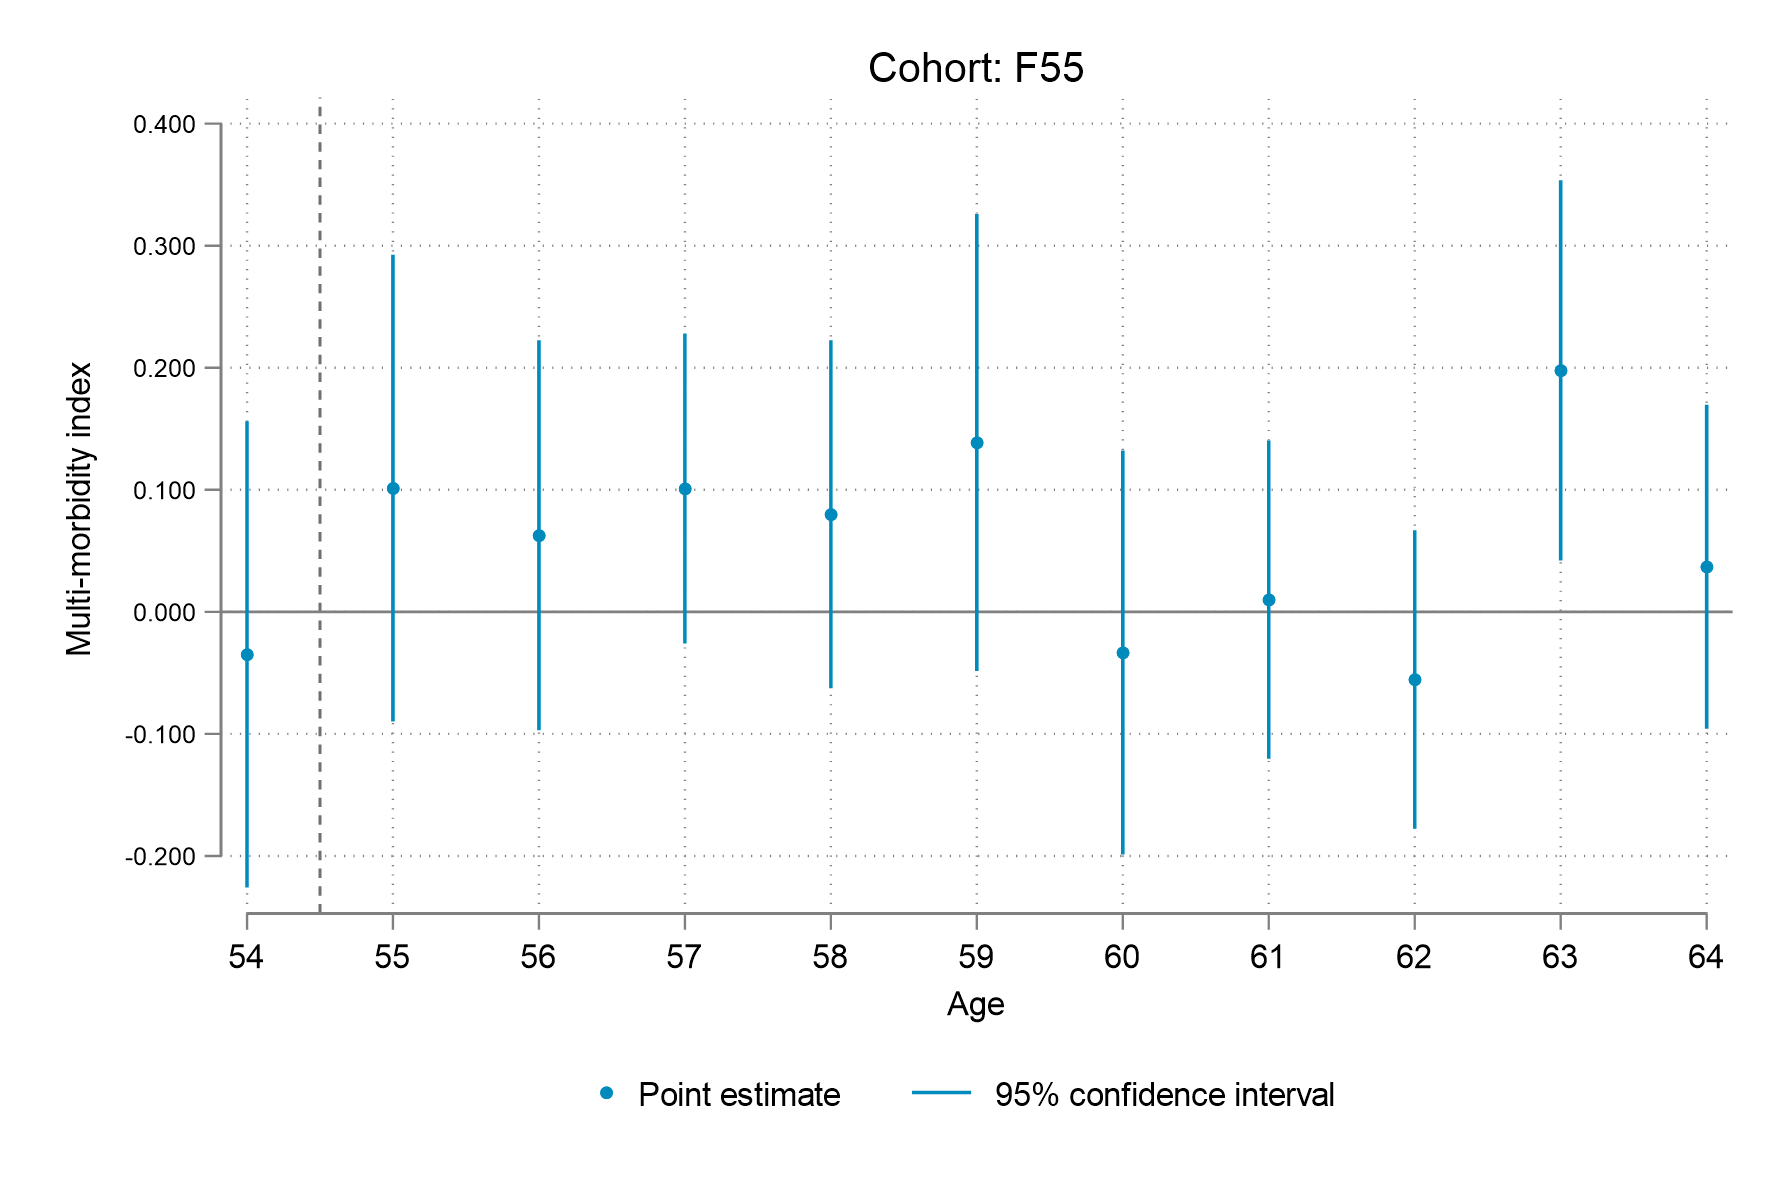 Cohort: F55
0.400
0.300
0.200
0.100
0.000
-0.100
-0.200
Multi-morbidity index
54 55 56 57 58 59 60 61 62 63 64
Age
Point estimate 95% confidence interval